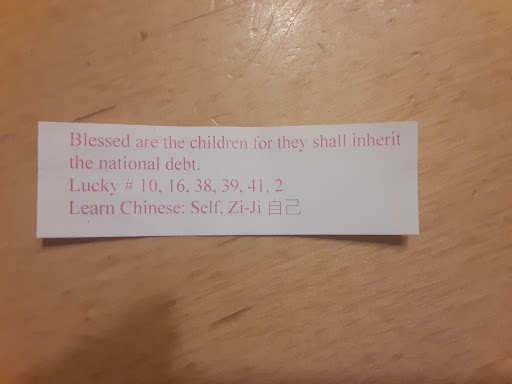 Blessed are the children for they shall inherit
the national debt.
Lucky # 10, 16, 38, 39, 41, 2
Learn Chinese: Self, Zi-Ji 自己